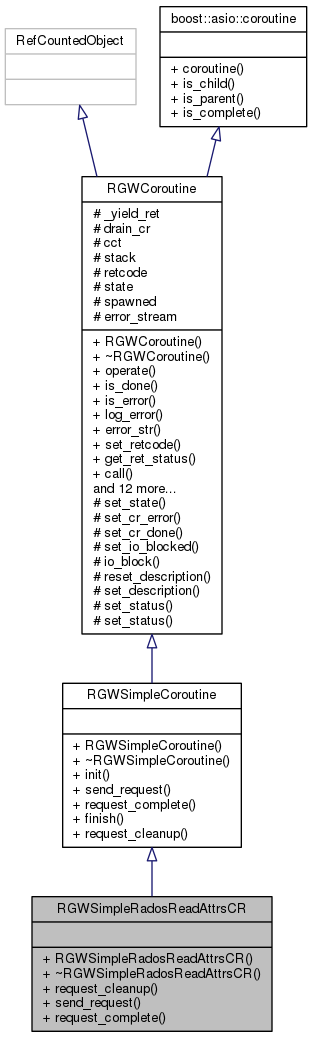 RefCountedObject
boost::asio::coroutine
+ coroutine()
+ is_child()
+ is_parent()
+ is_complete()
RGWCoroutine
# _yield_ret
# drain_cr
# cct
# stack
# retcode
# state
# spawned
# error_stream
+ RGWCoroutine()
+ ~RGWCoroutine()
+ operate()
+ is_done()
+ is_error()
+ log_error()
+ error_str()
+ set_retcode()
+ get_ret_status()
+ call()
and 12 more...
# set_state()
# set_cr_error()
# set_cr_done()
# set_io_blocked()
# io_block()
# reset_description()
# set_description()
# set_status()
# set_status()
RGWSimpleCoroutine
+ RGWSimpleCoroutine()
+ ~RGWSimpleCoroutine()
+ init()
+ send_request()
+ request_complete()
+ finish()
+ request_cleanup()
RGWSimpleRadosReadAttrsCR
+ RGWSimpleRadosReadAttrsCR()
+ ~RGWSimpleRadosReadAttrsCR()
+ request_cleanup()
+ send_request()
+ request_complete()